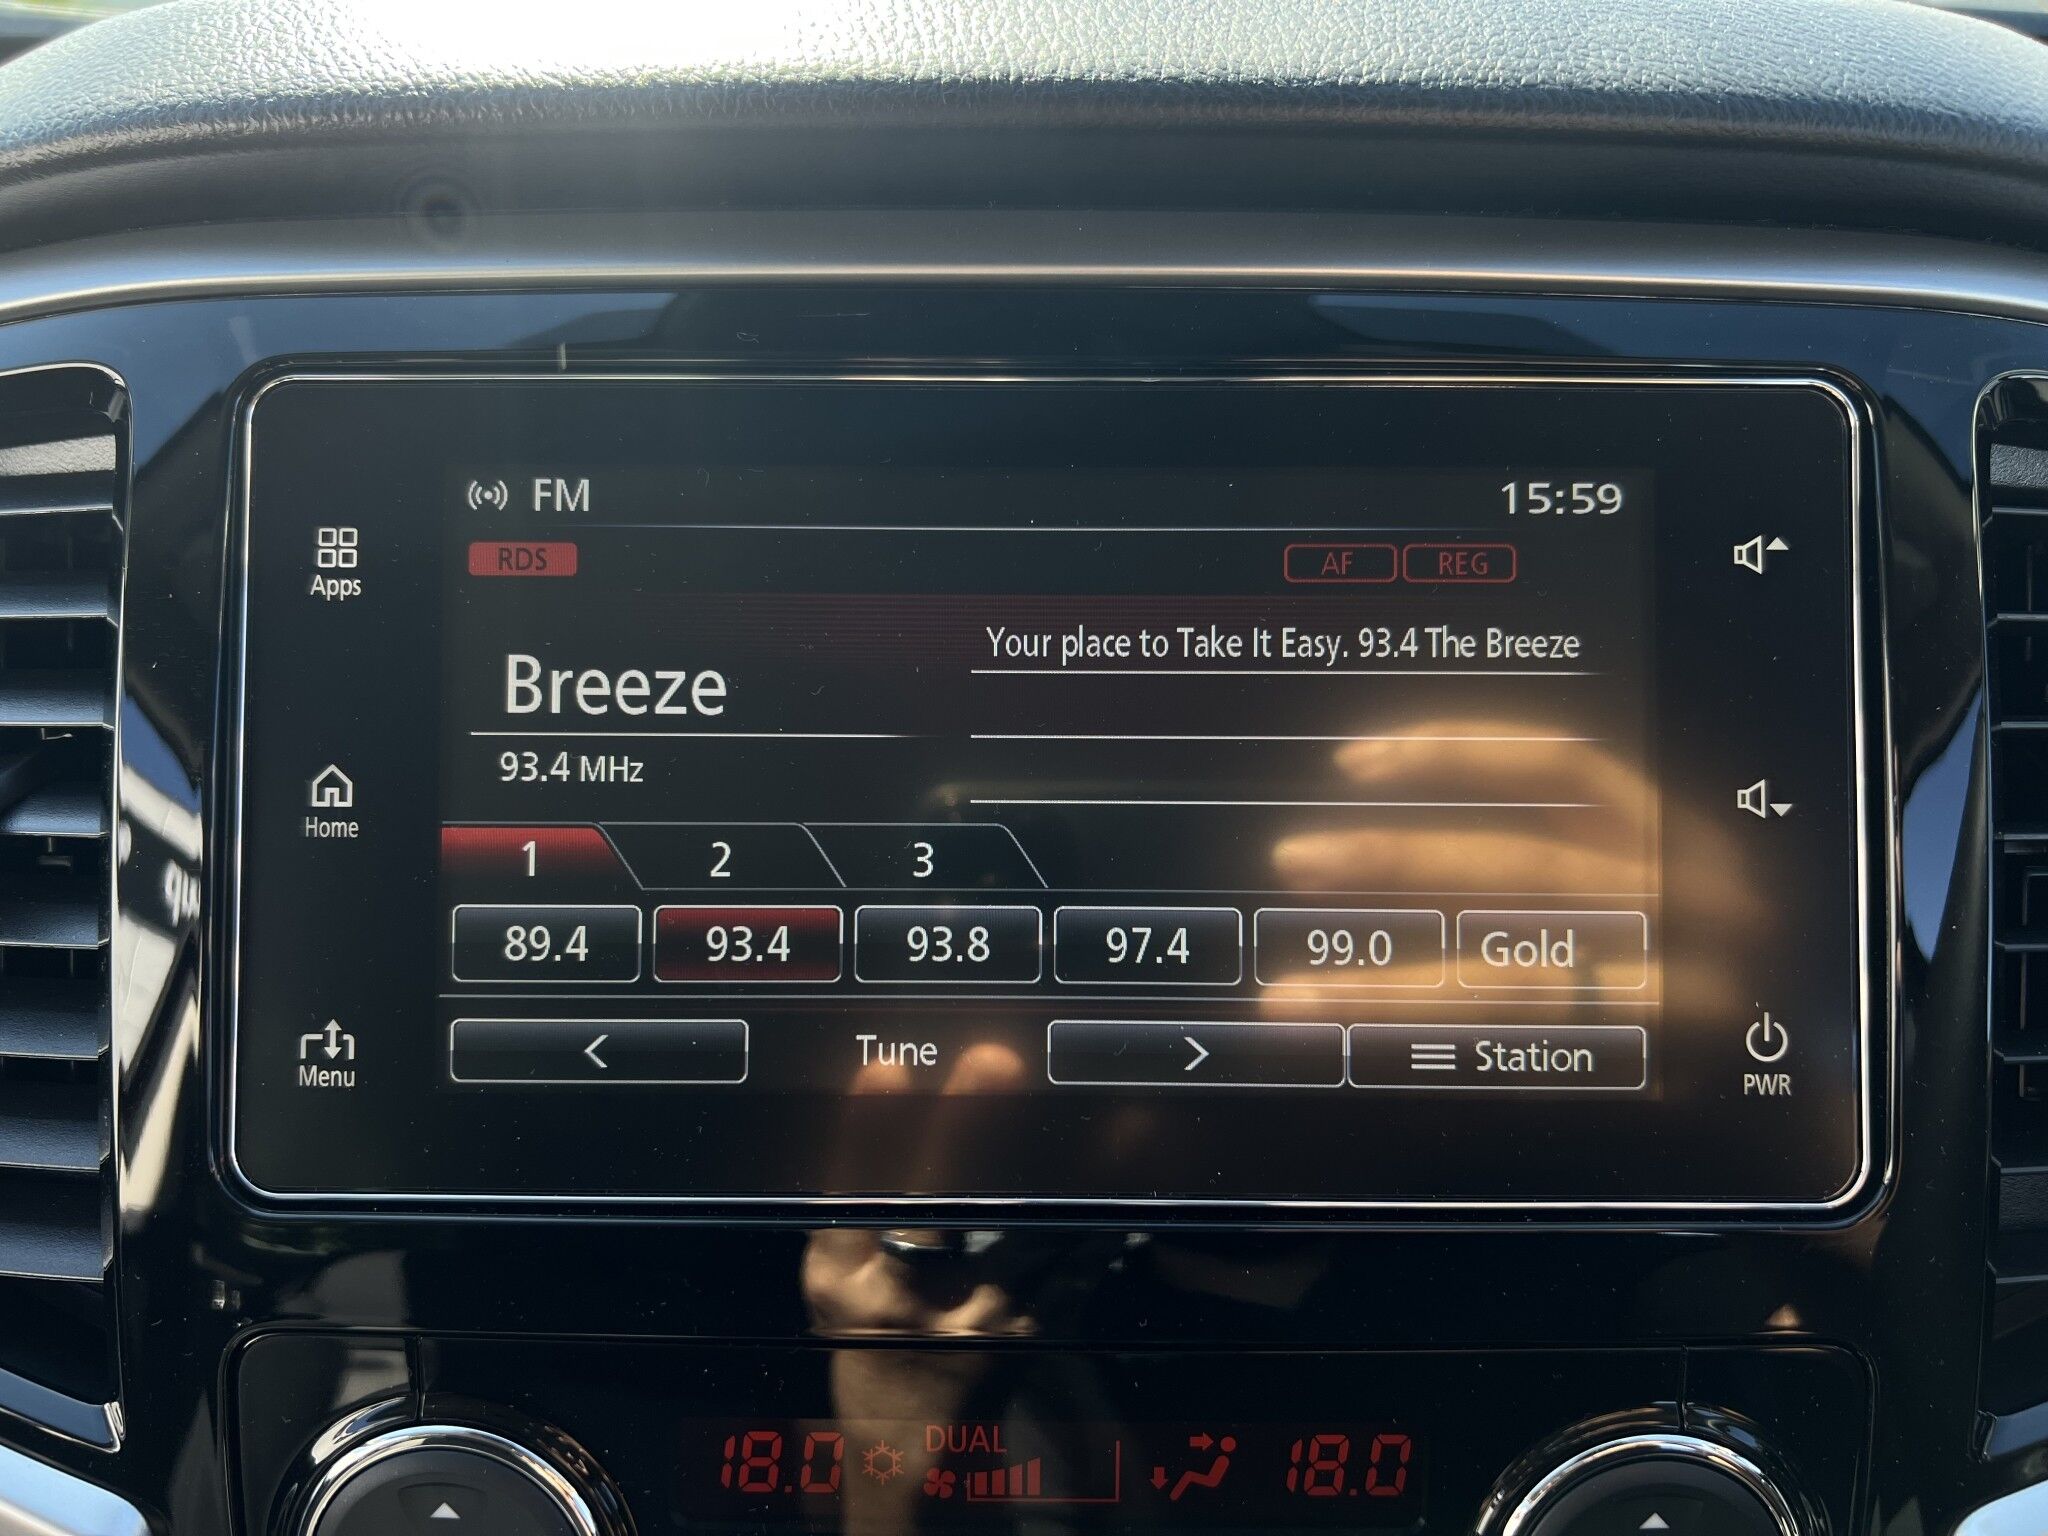 FM 15:59
RDS AF REG
Apps
Your place to Take It Easy. 93.4 The Breeze
Breeze
93.4 MHz
Home
1 2 3
89.4 93.4 93.8 97.4 99.0 Gold
< Tune > Station
Menu PWR
DUAL
18.0 18.0